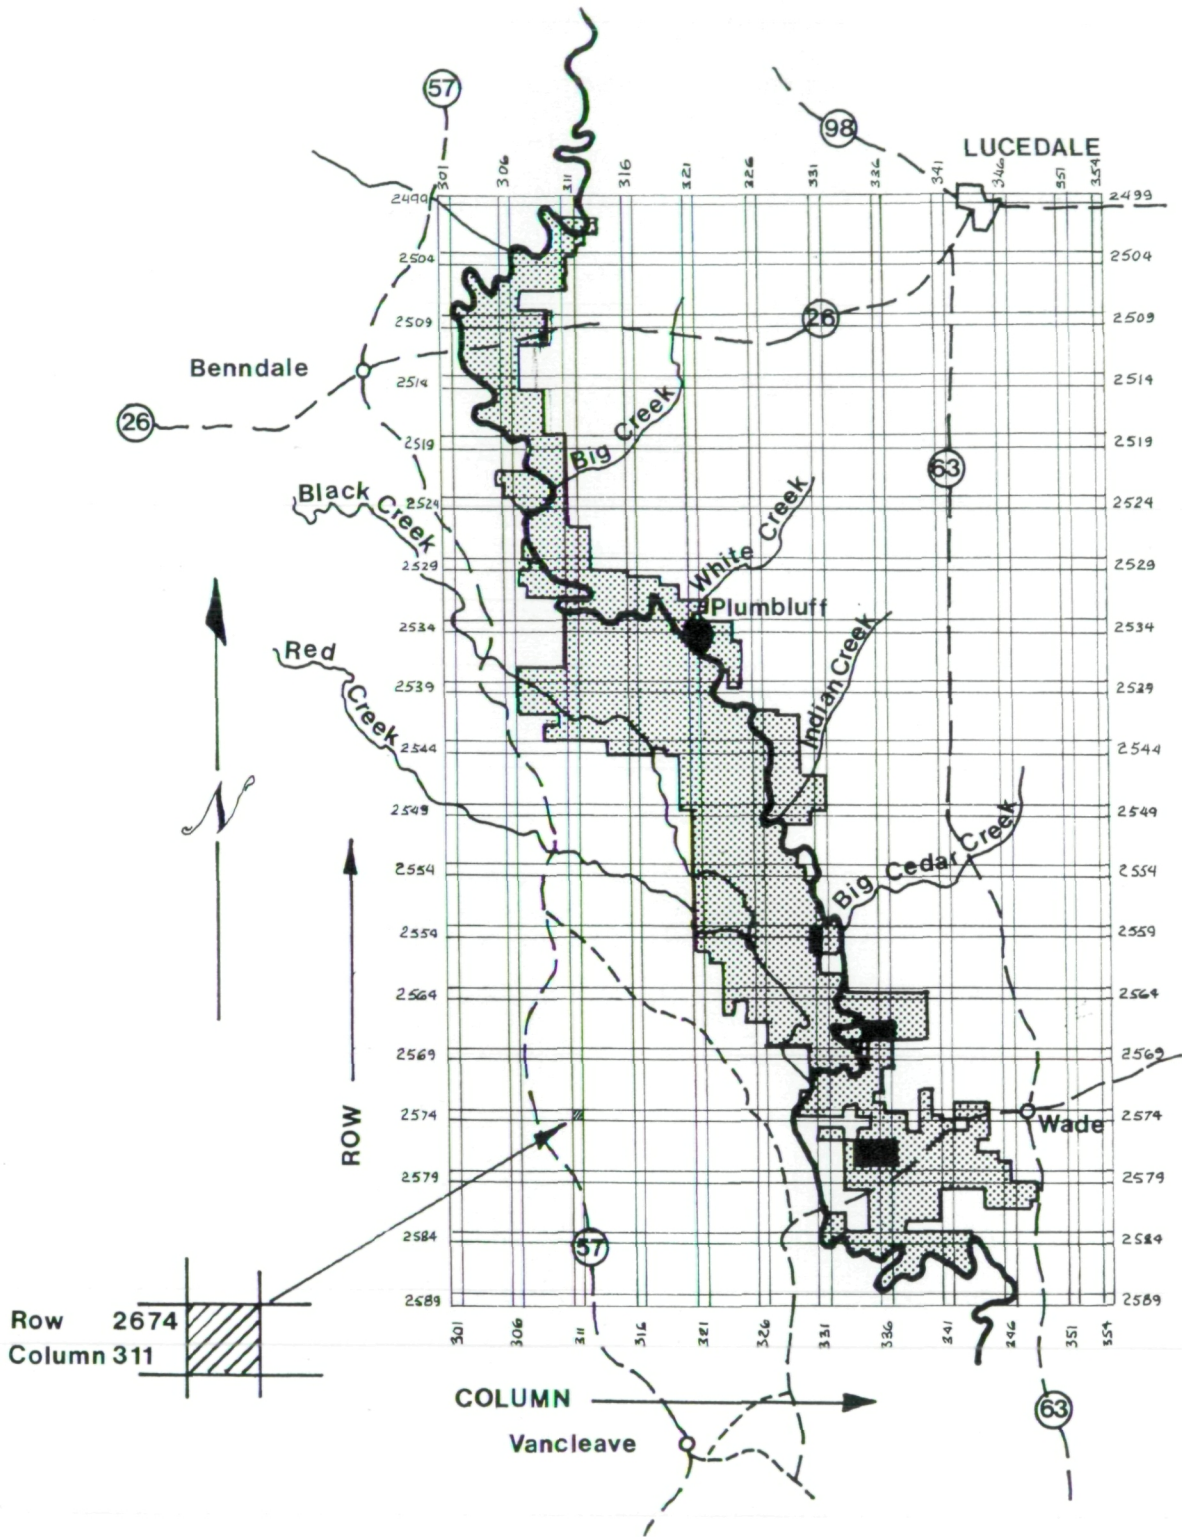 57
98
LUCEDALE
301 306 311 316 321 326 331 336 341 346 351 354
2499 2499
2504 2504
26
2509 2509
Benndale
2514 2514
26
2519 2519
Big Creek
63
Black Creek
2524 2524
White Creek
2529 2529
Plumbluff
2534 2534
Indian Creek
Red Creek
2539 2539
2544 2544
N
2549 2549
2554 2554
Big Cedar Creek
2554 2559
2564 2564
2569 2569
ROW
2574 2574
Wade
2579 2579
2584 2584
57
2589 2589
Row 2674
Column 311
301 306 311 316 321 326 331 336 341 346 351 354
COLUMN
63
Vancleave